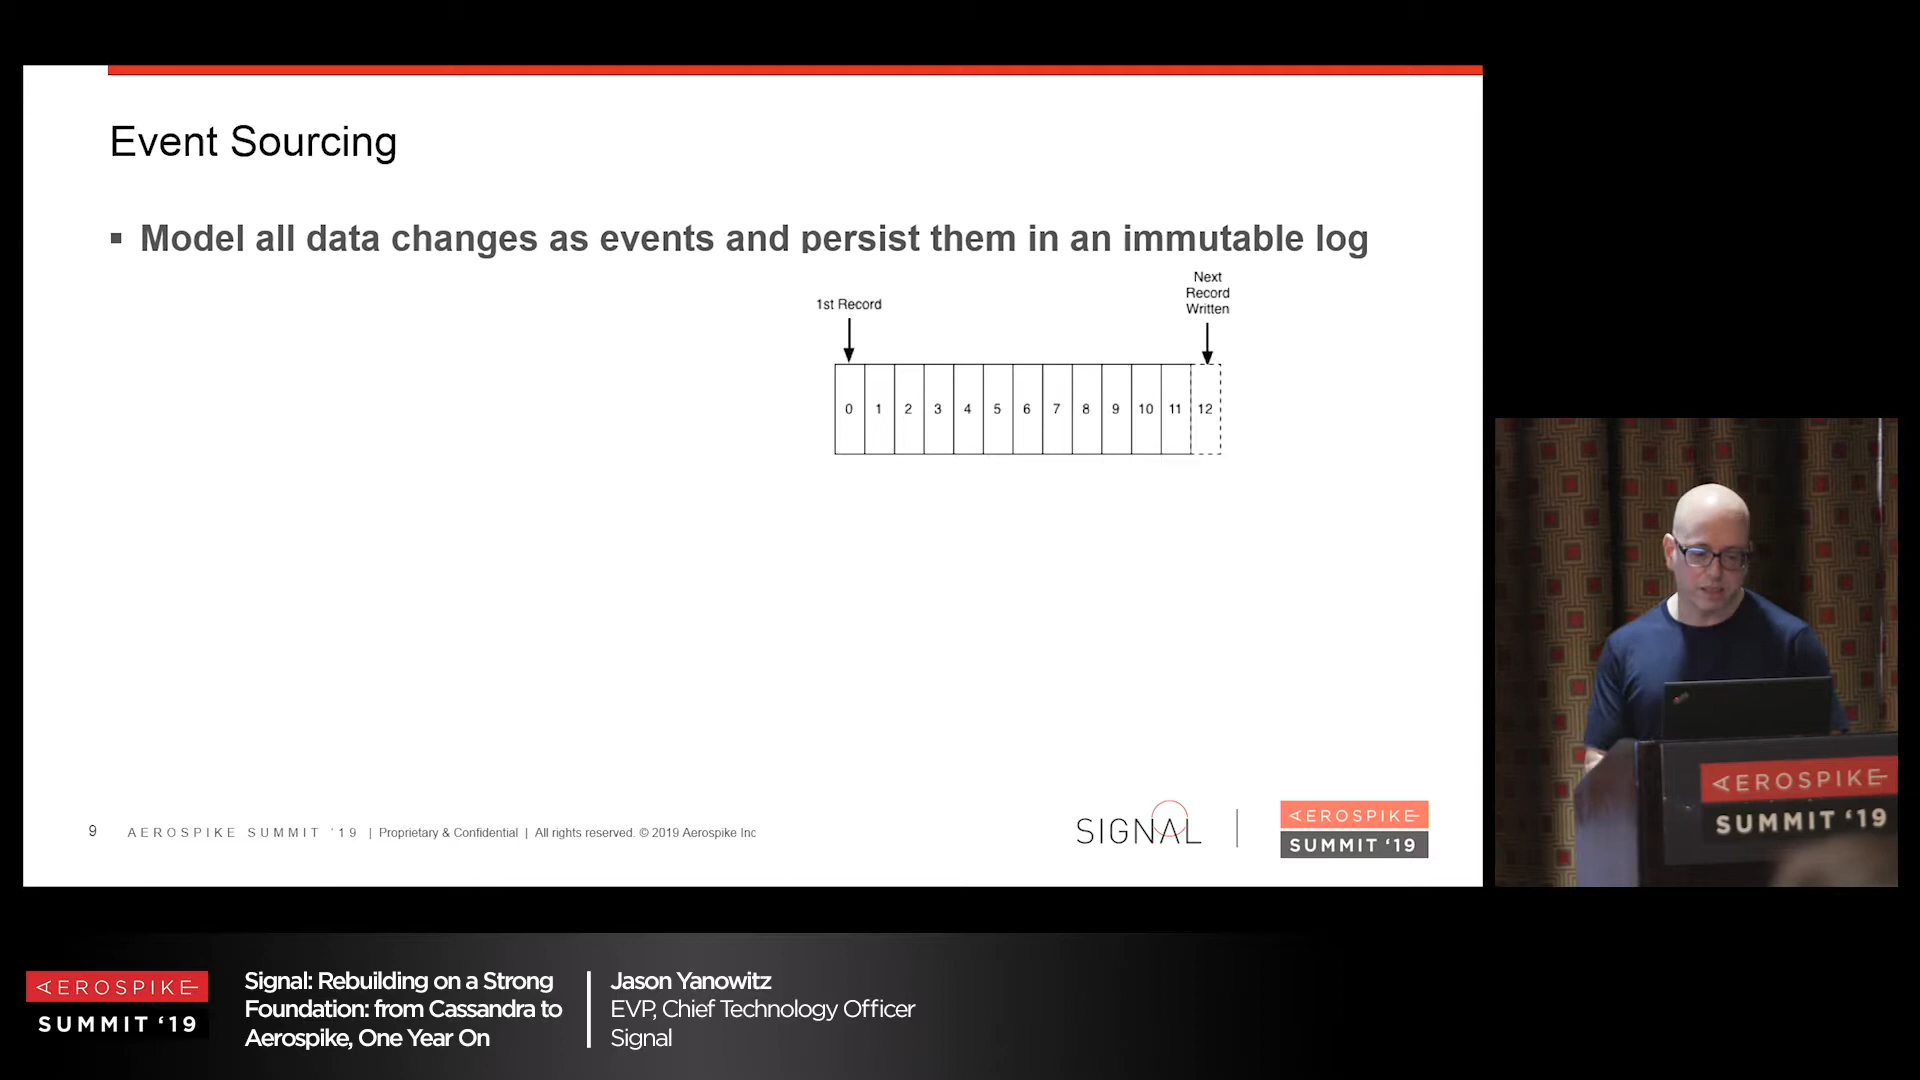 Event Sourcing
▪ Model all data changes as events and persist them in an immutable log
1st Record
Next
Record
Written
0 1 2 3 4 5 6 7 8 9 10 11 12
9 AEROSPIKE SUMMIT '19 | Proprietary & Confidential | All rights reserved. © 2019 Aerospike Inc
SIGNAL
AEROSPIKE
SUMMIT '19
AEROSPIKE
SUMMIT '19
AEROSPIKE
SUMMIT '19
Signal: Rebuilding on a Strong
Foundation: from Cassandra to
Aerospike, One Year On
Jason Yanowitz
EVP, Chief Technology Officer
Signal